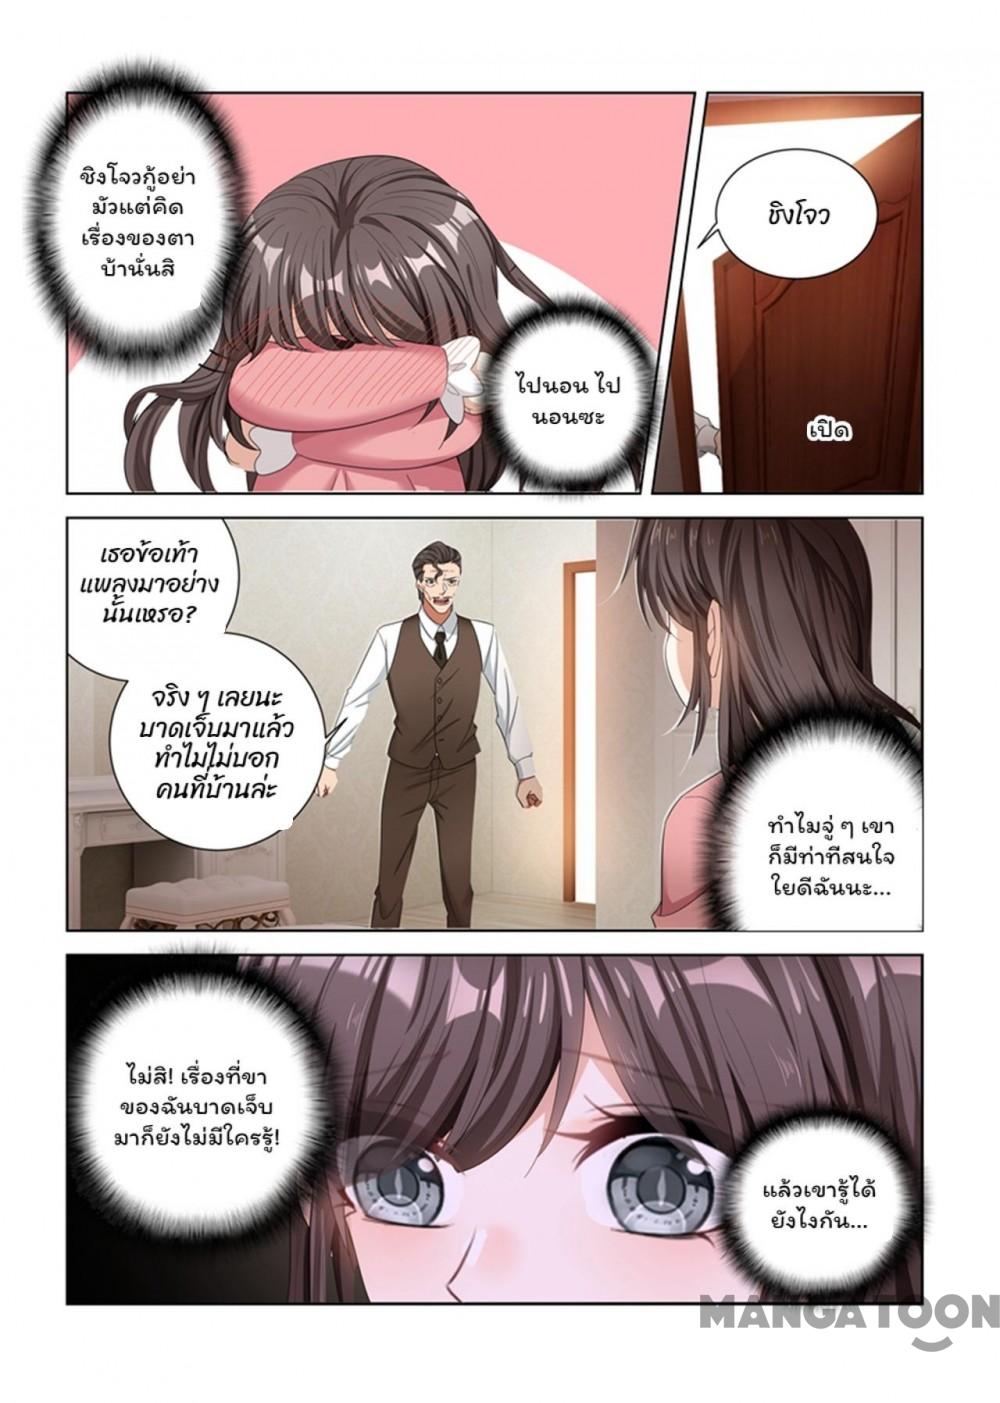 ชิงโจวกู้อย่า
มัวแต่คิด
เรื่องของตา
บ้านั่นสิ
ไปนอน ไป
นอนซะ
ชิงโจว
เปิด
เธอข้อเท้า
แพลงมาอย่าง
นั้นเหรอ?
จริง ๆ เลยนะ
บาดเจ็บมาแล้ว
ทำไมไม่บอก
คนที่บ้านล่ะ
ทำไมจู่ ๆ เขา
ก็มีท่าทีสนใจ
ใยดีฉันนะ...
ไม่สิ! เรื่องที่ขา
ของฉันบาดเจ็บ
มาก็ยังไม่มีใครรู้!
แล้วเขารู้ได้
ยังไงกัน...
MANGATOON